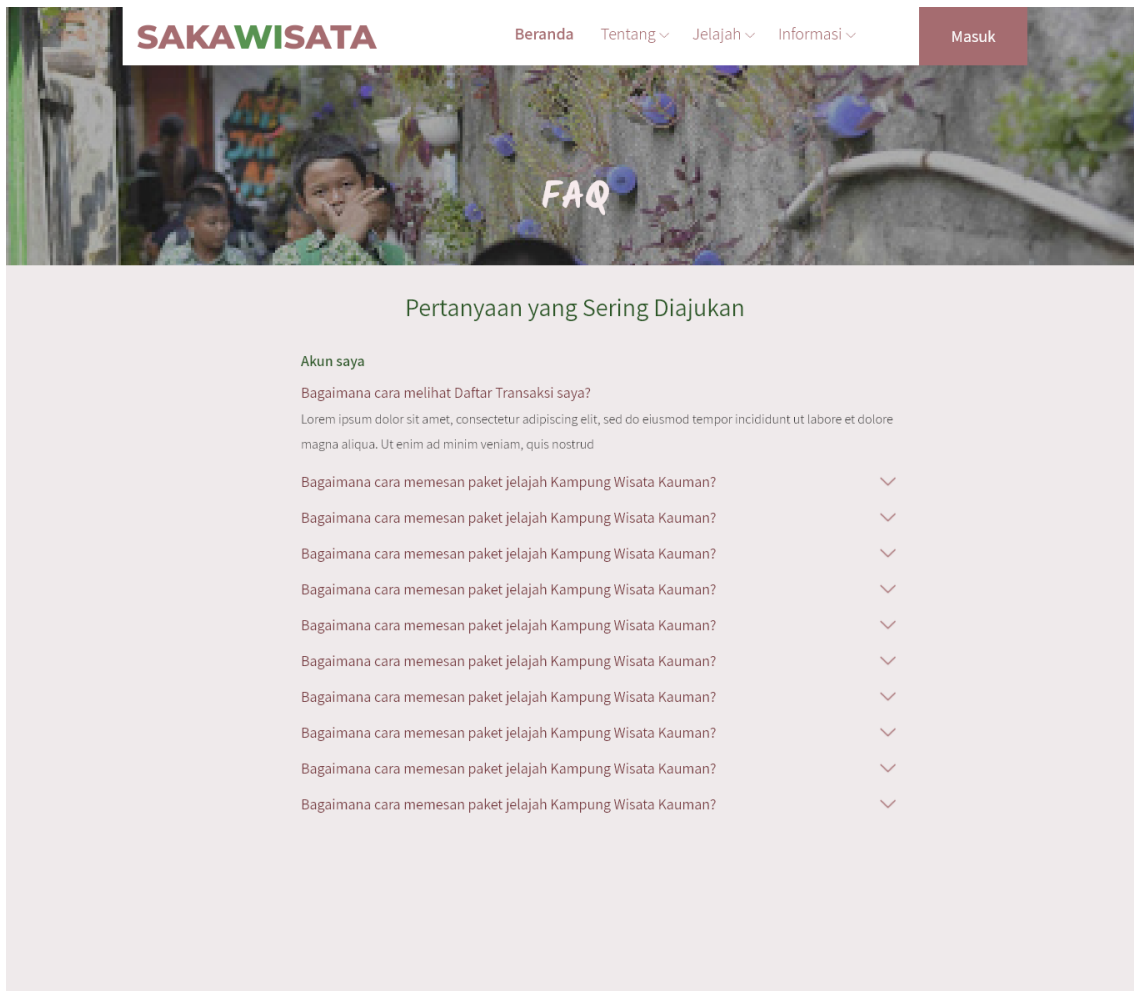 SAKAWISATA
Beranda Tentang Jelajah Informasi Masuk
FAQ
Pertanyaan yang Sering Diajukan
Akun saya
Bagaimana cara melihat Daftar Transaksi saya?
Lorem ipsum dolor sit amet, consectetur adipiscing elit, sed do eiusmod tempor incididunt ut labore et dolore
magna aliqua. Ut enim ad minim veniam, quis nostrud
Bagaimana cara memesan paket jelajah Kampung Wisata Kauman?
Bagaimana cara memesan paket jelajah Kampung Wisata Kauman?
Bagaimana cara memesan paket jelajah Kampung Wisata Kauman?
Bagaimana cara memesan paket jelajah Kampung Wisata Kauman?
Bagaimana cara memesan paket jelajah Kampung Wisata Kauman?
Bagaimana cara memesan paket jelajah Kampung Wisata Kauman?
Bagaimana cara memesan paket jelajah Kampung Wisata Kauman?
Bagaimana cara memesan paket jelajah Kampung Wisata Kauman?
Bagaimana cara memesan paket jelajah Kampung Wisata Kauman?
Bagaimana cara memesan paket jelajah Kampung Wisata Kauman?